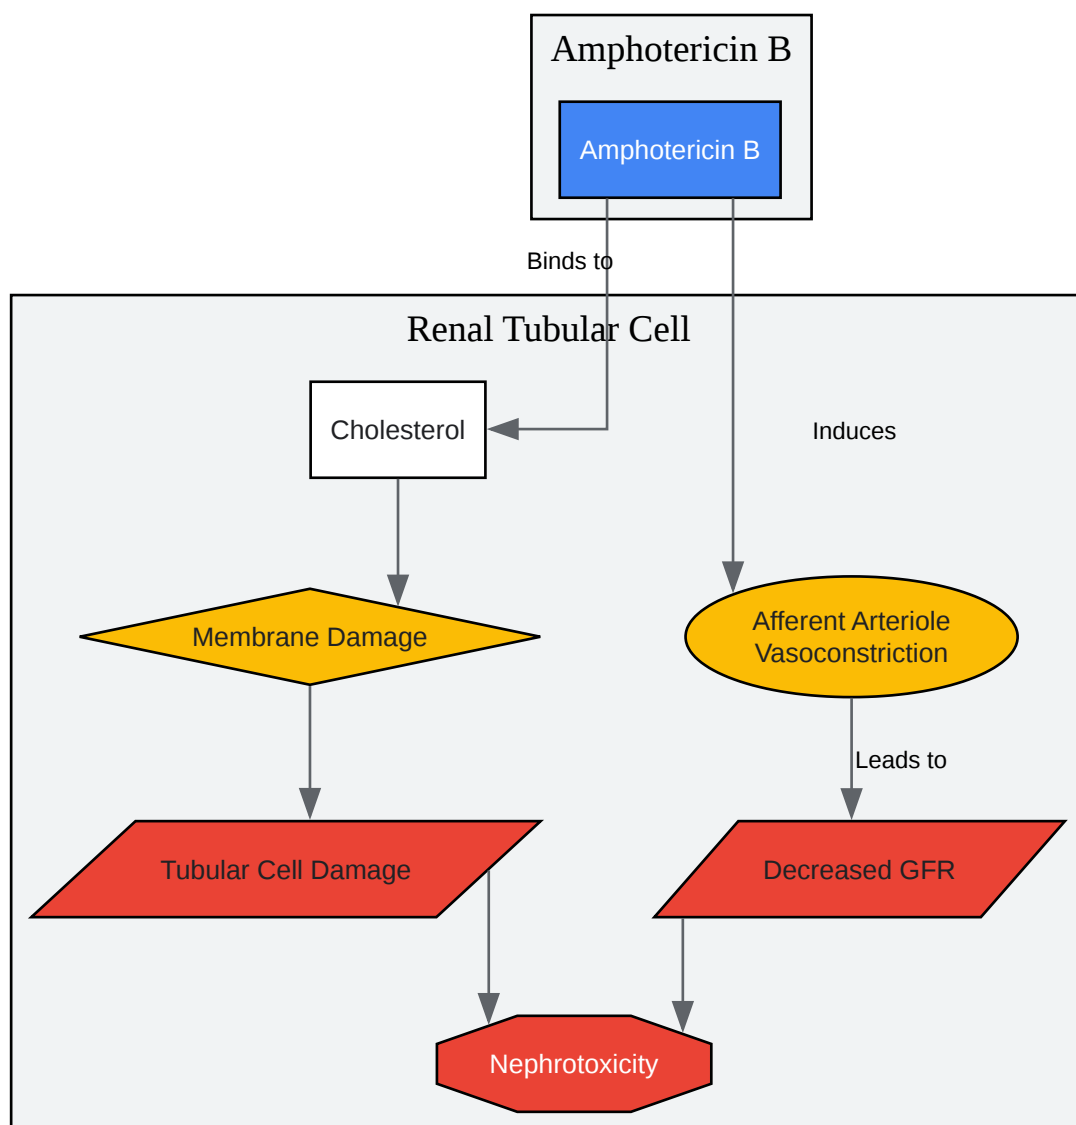 Amphotericin B
Amphotericin B
Binds to
Renal Tubular Cell
Cholesterol
Induces
Membrane Damage
Afferent Arteriole
Vasoconstriction
Leads to
Tubular Cell Damage
Decreased GFR
Nephrotoxicity